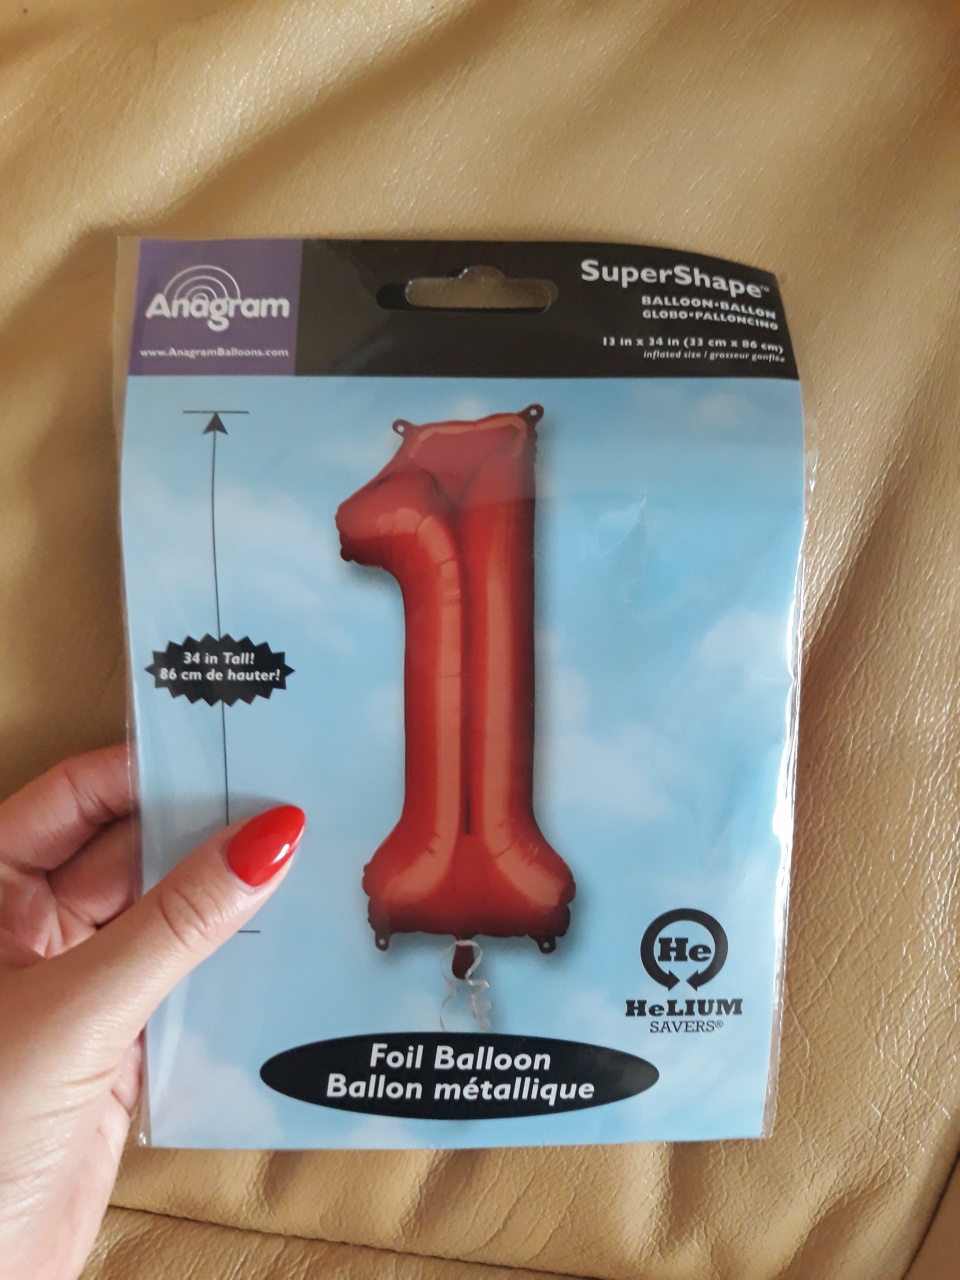 Anagram
www.AnagramBalloons.com
SuperShape™
BALLOON•BALLON
GLOBO•PALLONCINO
13 in x 34 in (33 cm x 86 cm)
inflated size / grosseur gonflée
34 in Tall!
86 cm de hauter!
He
HeLIUM
SAVERS®
Foil Balloon
Ballon métallique